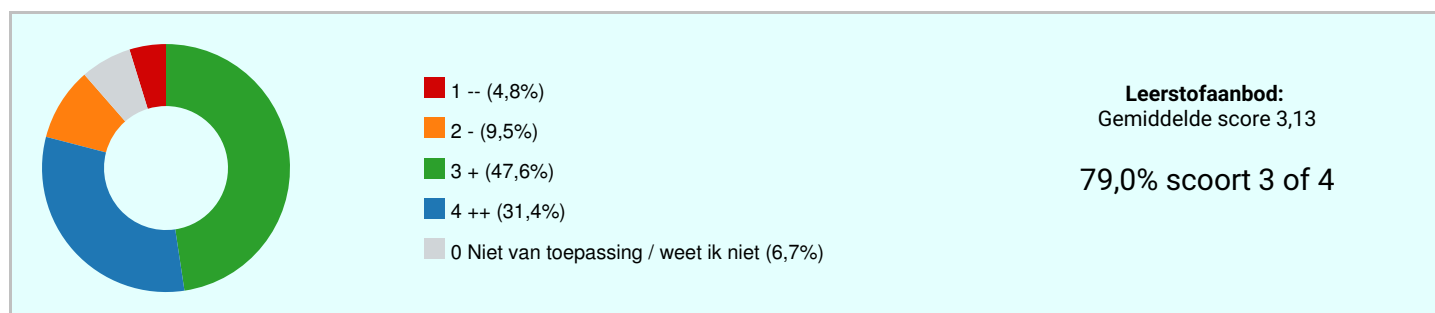 1 -- (4,8%)
2 - (9,5%)
3 + (47,6%)
4 ++ (31,4%)
0 Niet van toepassing / weet ik niet (6,7%)
Leerstofaanbod:
Gemiddelde score 3,13
79,0% scoort 3 of 4